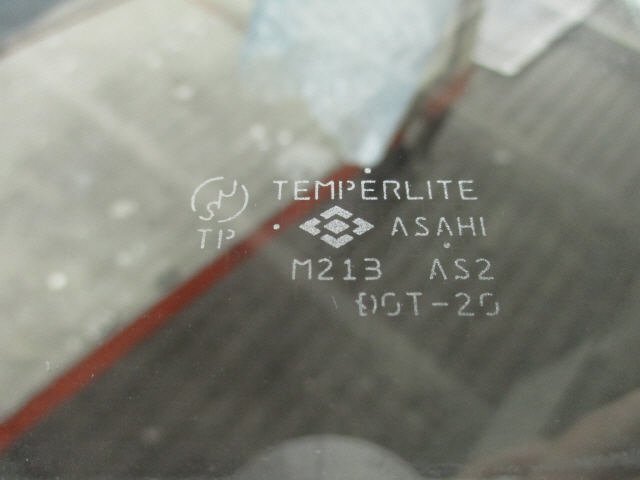 TEMPERLITE
TP ASAHI
M213 AS2
DOT-20